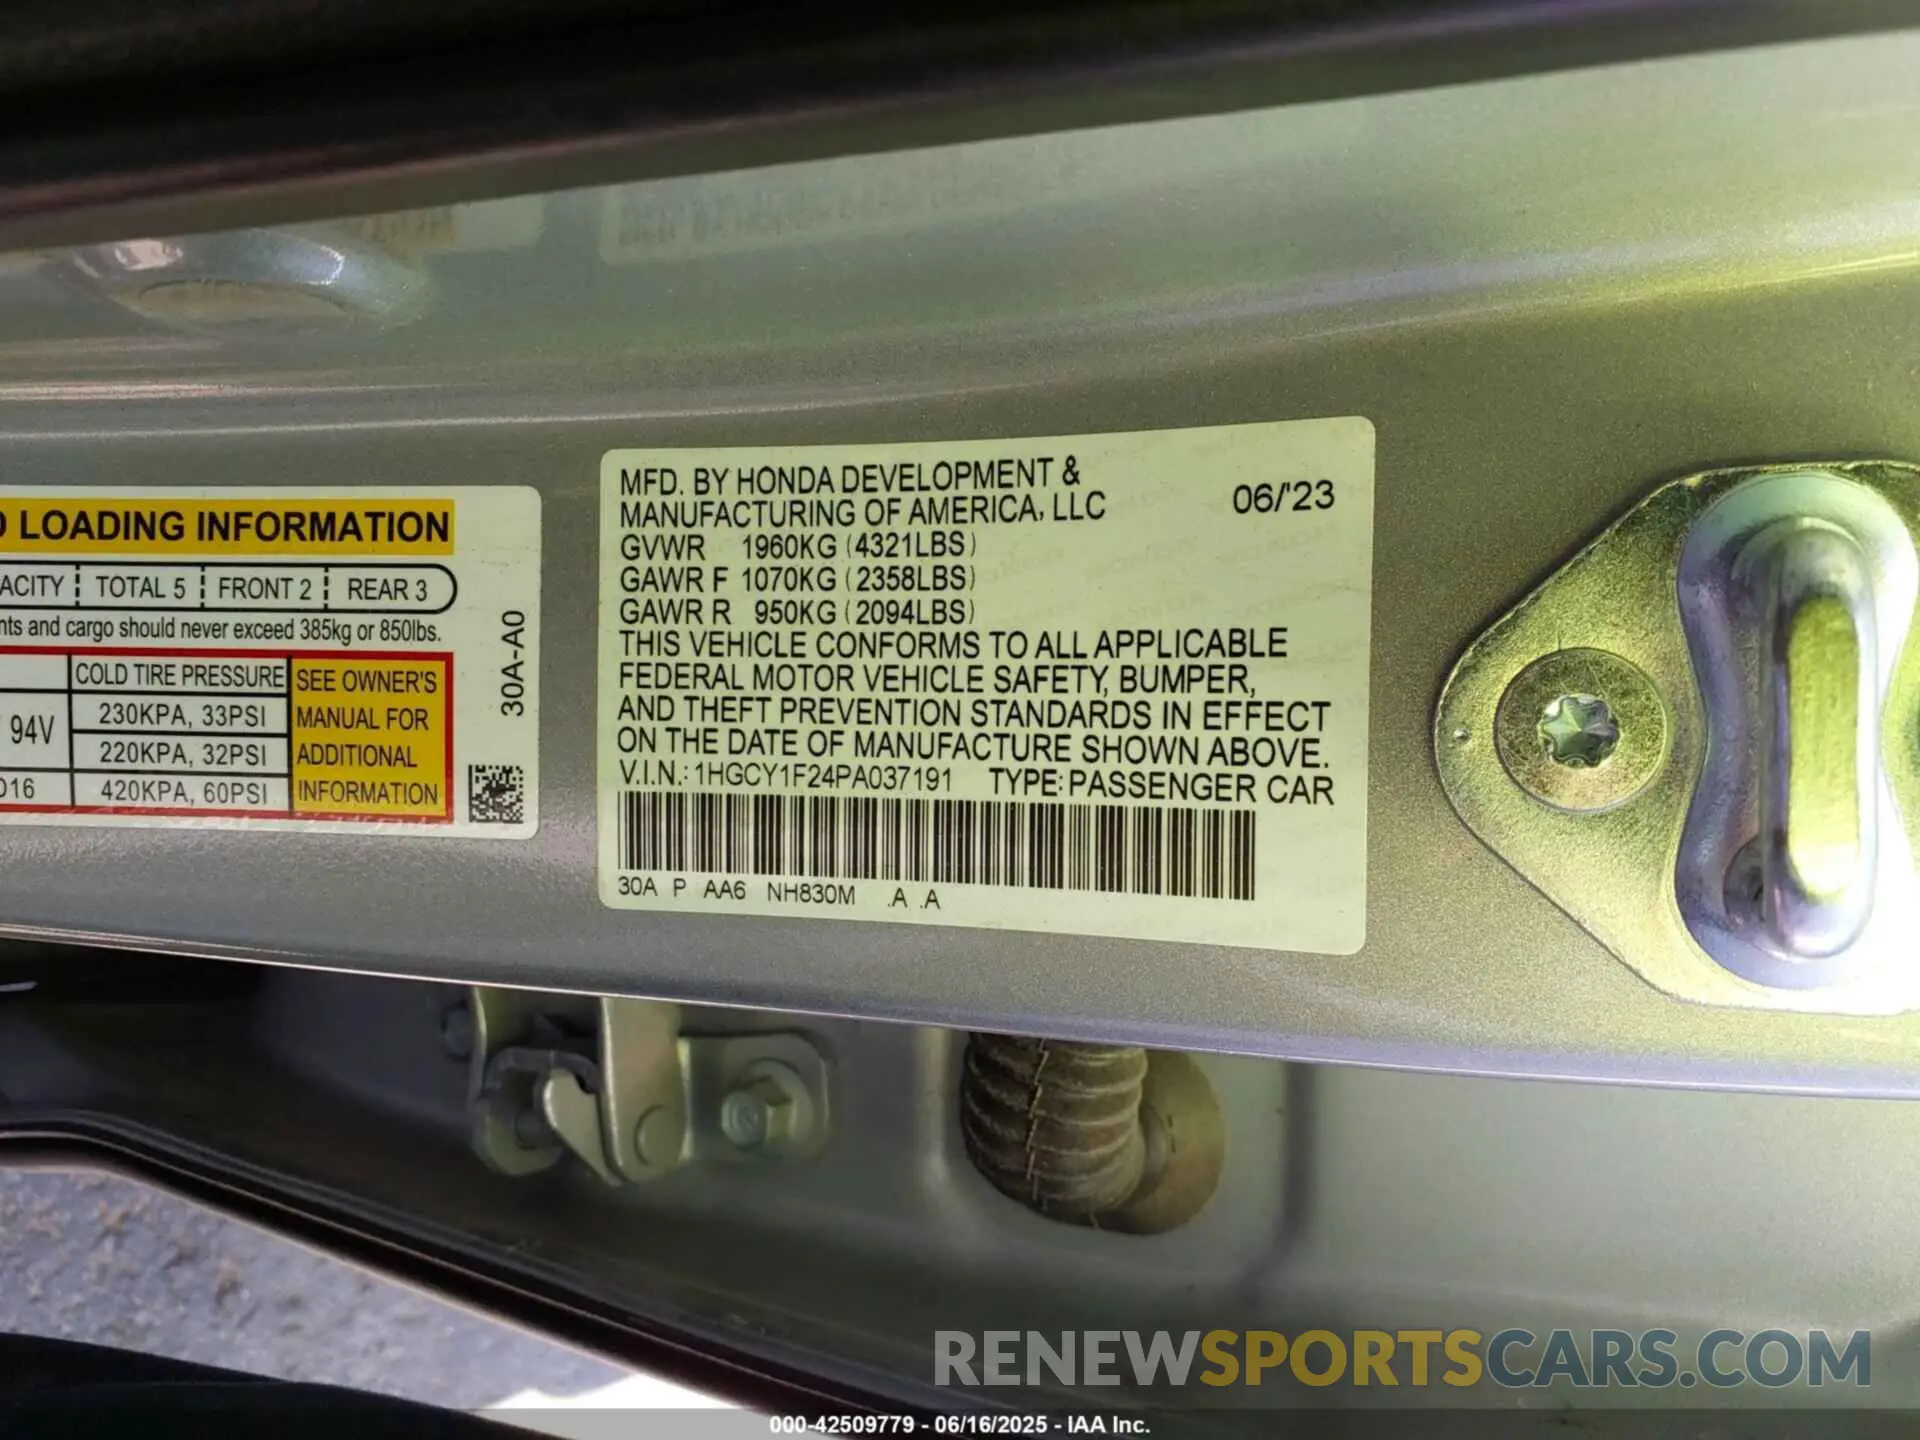 LOADING INFORMATION
TOTAL 5 FRONT 2 REAR 3
and cargo should never exceed 385kg or 850lbs.
COLD TIRE PRESSURE
94V 230KPA, 33PSI
220KPA, 32PSI
420KPA, 60PSI
SEE OWNER'S
MANUAL FOR
ADDITIONAL
INFORMATION
30A-A0
MFD. BY HONDA DEVELOPMENT &
MANUFACTURING OF AMERICA, LLC 06/'23
GVWR 1960KG (4321LBS)
GAWR F 1070KG (2358LBS)
GAWR R 950KG (2094LBS)
THIS VEHICLE CONFORMS TO ALL APPLICABLE
FEDERAL MOTOR VEHICLE SAFETY, BUMPER,
AND THEFT PREVENTION STANDARDS IN EFFECT
ON THE DATE OF MANUFACTURE SHOWN ABOVE.
V.I.N.: 1HGCY1F24PA037191 TYPE: PASSENGER CAR
30A P AA6 NH830M .A .A
RENEWSPORTSCARS.COM
000-42509779 - 06/16/2025 - IAA Inc.